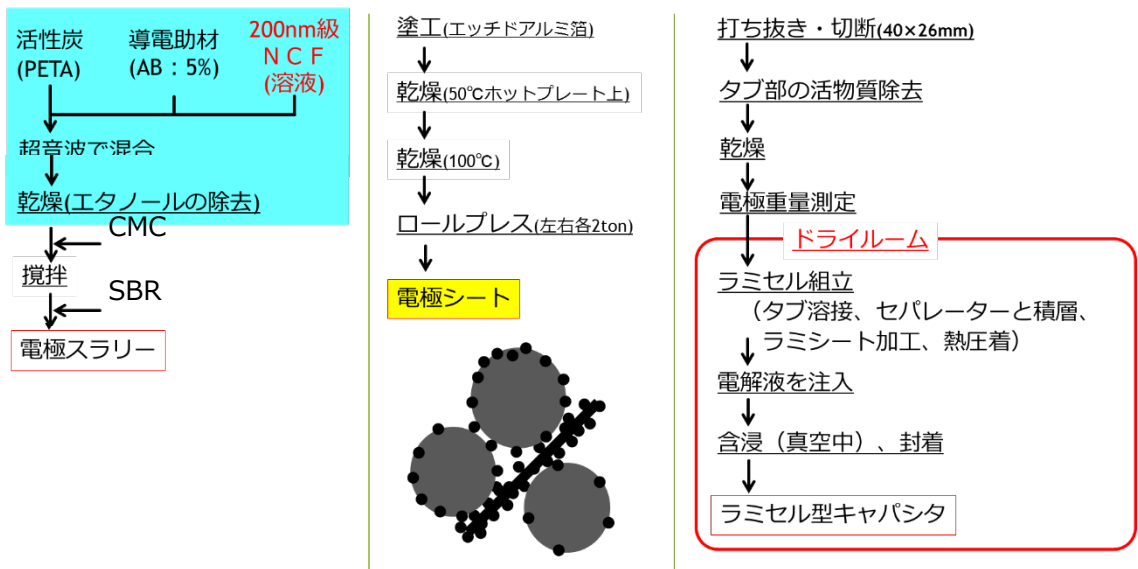 活性炭
(PETA)
導電助材
(AB：5%)
200nm級
ＮＣＦ
(溶液)
超音波で混合
乾燥(エタノールの除去)
CMC
撹拌
SBR
電極スラリー
塗工(エッチドアルミ箔)
乾燥(50℃ホットプレート上)
乾燥(100℃)
ロールプレス(左右各2ton)
電極シート
打ち抜き・切断(40×26mm)
タブ部の活物質除去
乾燥
電極重量測定
ドライルーム
ラミセル組立
（タブ溶接、セパレーターと積層、
ラミシート加工、熱圧着）
電解液を注入
含浸（真空中）、封着
ラミセル型キャパシタ